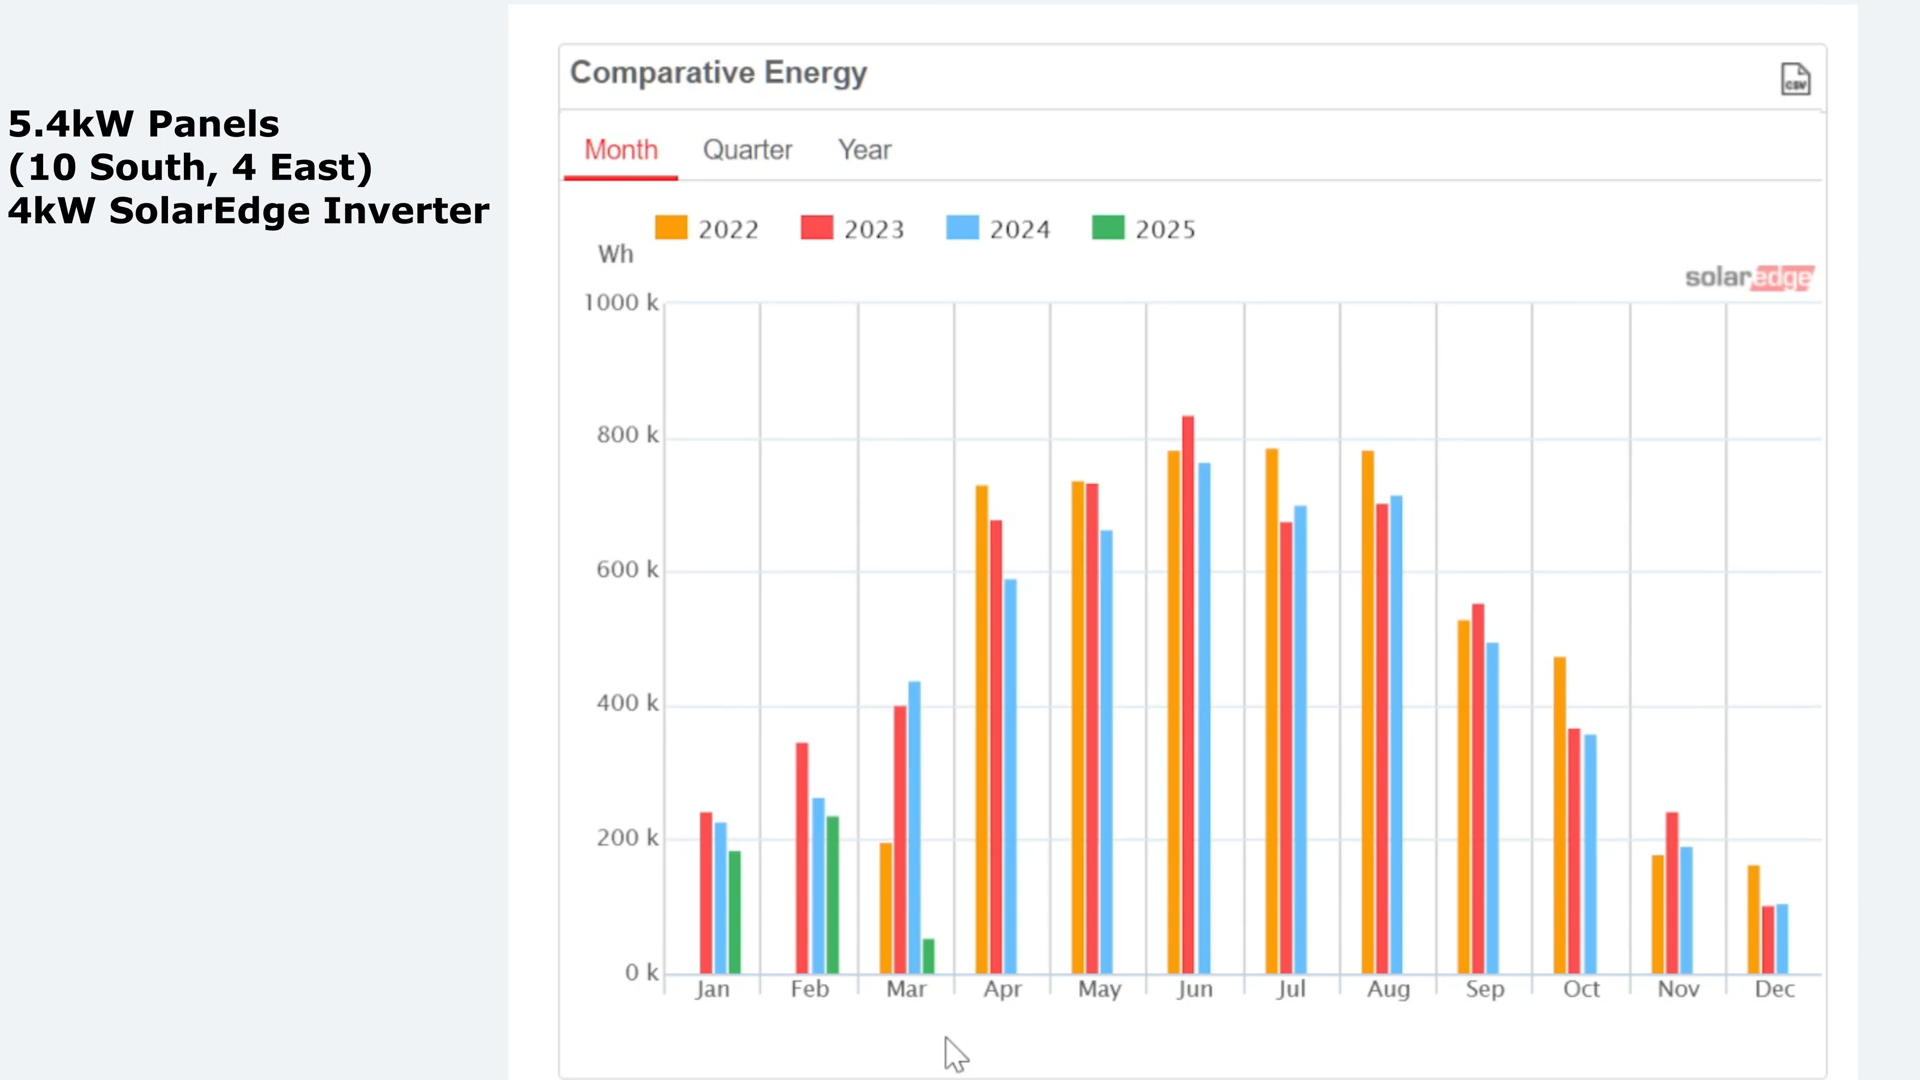 5.4kW Panels
(10 South, 4 East)
4kW SolarEdge Inverter
Comparative Energy
CSV
Month Quarter Year
2022 2023 2024 2025
Wh
solaredge
1000 k
800 k
600 k
400 k
200 k
0 k
Jan Feb Mar Apr May Jun Jul Aug Sep Oct Nov Dec